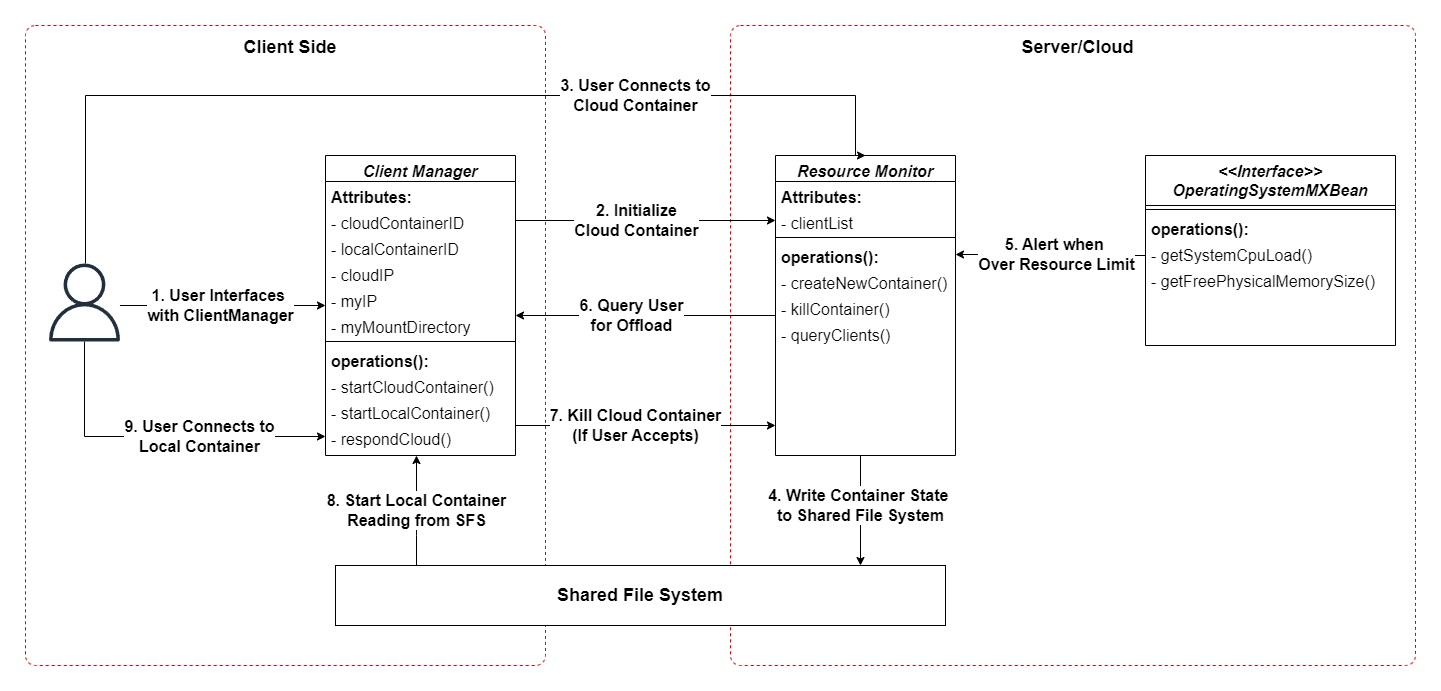 Client Side
Server/Cloud
3. User Connects to
Cloud Container
Client Manager
Attributes:
- cloudContainerID
- localContainerID
- cloudIP
- myIP
- myMountDirectory
operations():
- startCloudContainer()
- startLocalContainer()
- respondCloud()
2. Initialize
Cloud Container
Resource Monitor
Attributes:
- clientList
operations():
- createNewContainer()
- killContainer()
- queryClients()
<<Interface>>
OperatingSystemMXBean
operations():
- getSystemCpuLoad()
- getFreePhysicalMemorySize()
5. Alert when
Over Resource Limit
1. User Interfaces
with ClientManager
6. Query User
for Offload
9. User Connects to
Local Container
7. Kill Cloud Container
(If User Accepts)
8. Start Local Container
Reading from SFS
4. Write Container State
to Shared File System
Shared File System